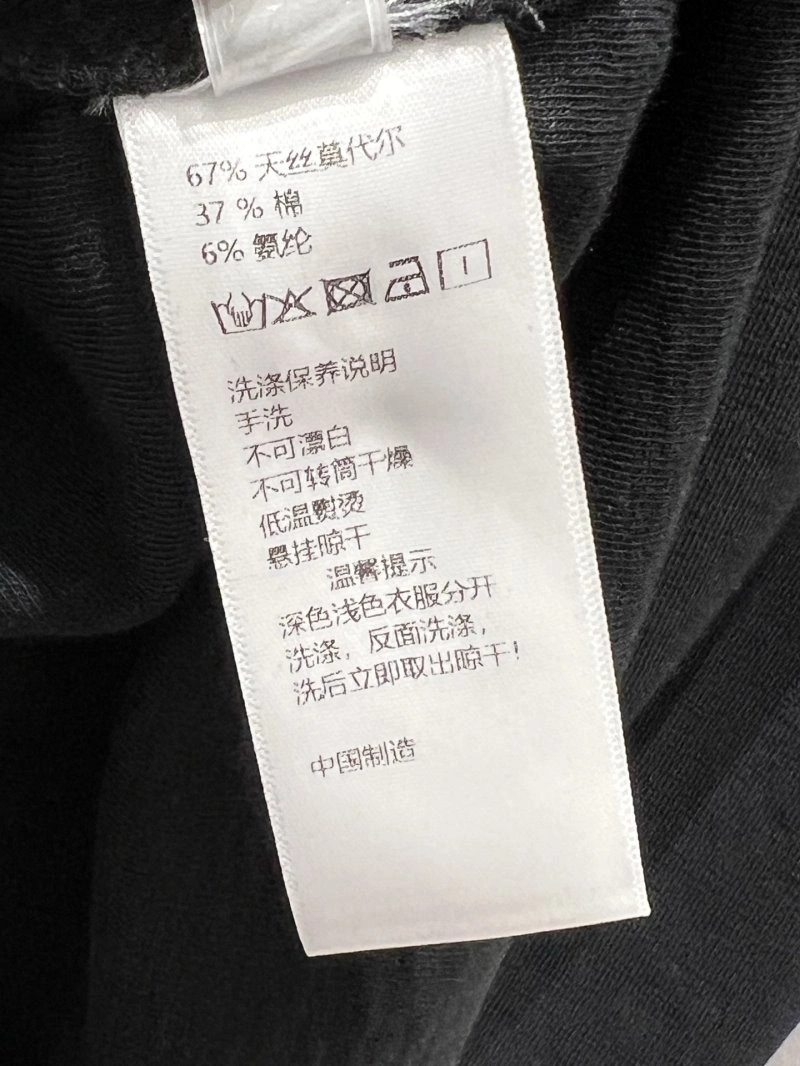 67% 天丝莫代尔
37 % 棉
6% 氨纶
洗涤保养说明
手洗
不可漂白
不可转筒干燥
低温熨烫
悬挂晾干
温馨提示
深色浅色衣服分开
洗涤，反面洗涤，
洗后立即取出晾干！
中国制造